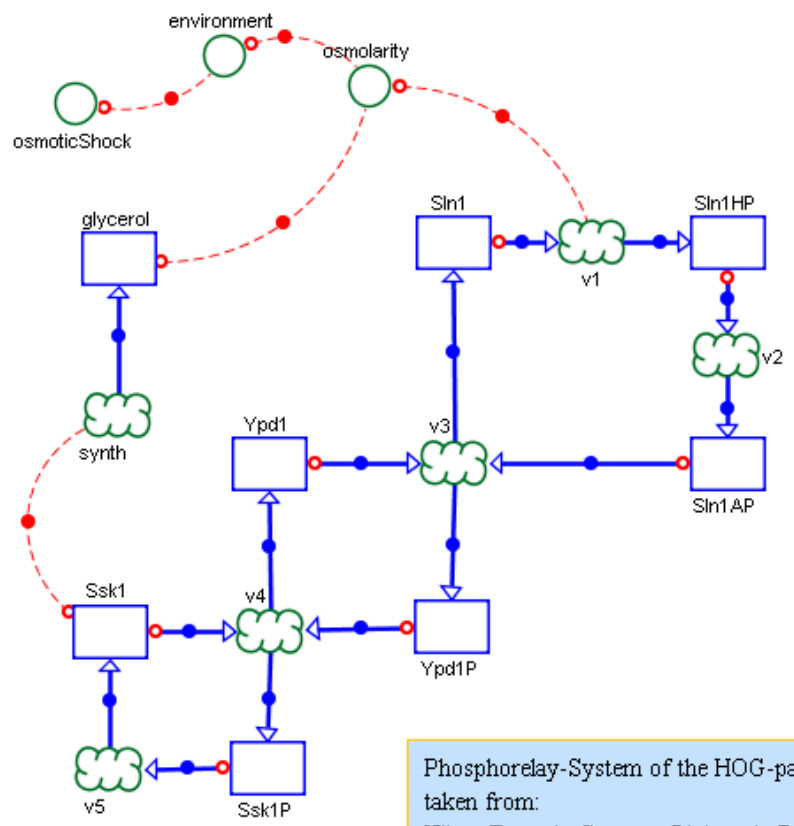 environment
osmolarity
osmoticShock
glycerol
Sln1
Sln1HP
v1
v2
synth
Ypd1
v3
Sln1AP
Ssk1
v4
Ypd1P
v5
Ssk1P
Phosphorelay-System of the HOG-pa
taken from: